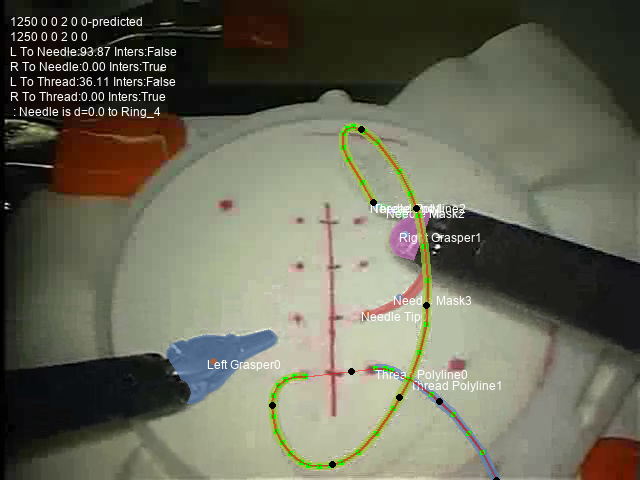 1250 0 0 2 0 0-predicted
1250 0 0 2 0 0
L To Needle:93.87 Inters:False
R To Needle:0.00 Inters:True
L To Thread:36.11 Inters:False
R To Thread:0.00 Inters:True
: Needle is d=0.0 to Ring_4
Needle Mask2
Right Grasper1
Needle Mask3
Needle Tip
Left Grasper0
Thread Polyline0
Thread Polyline1